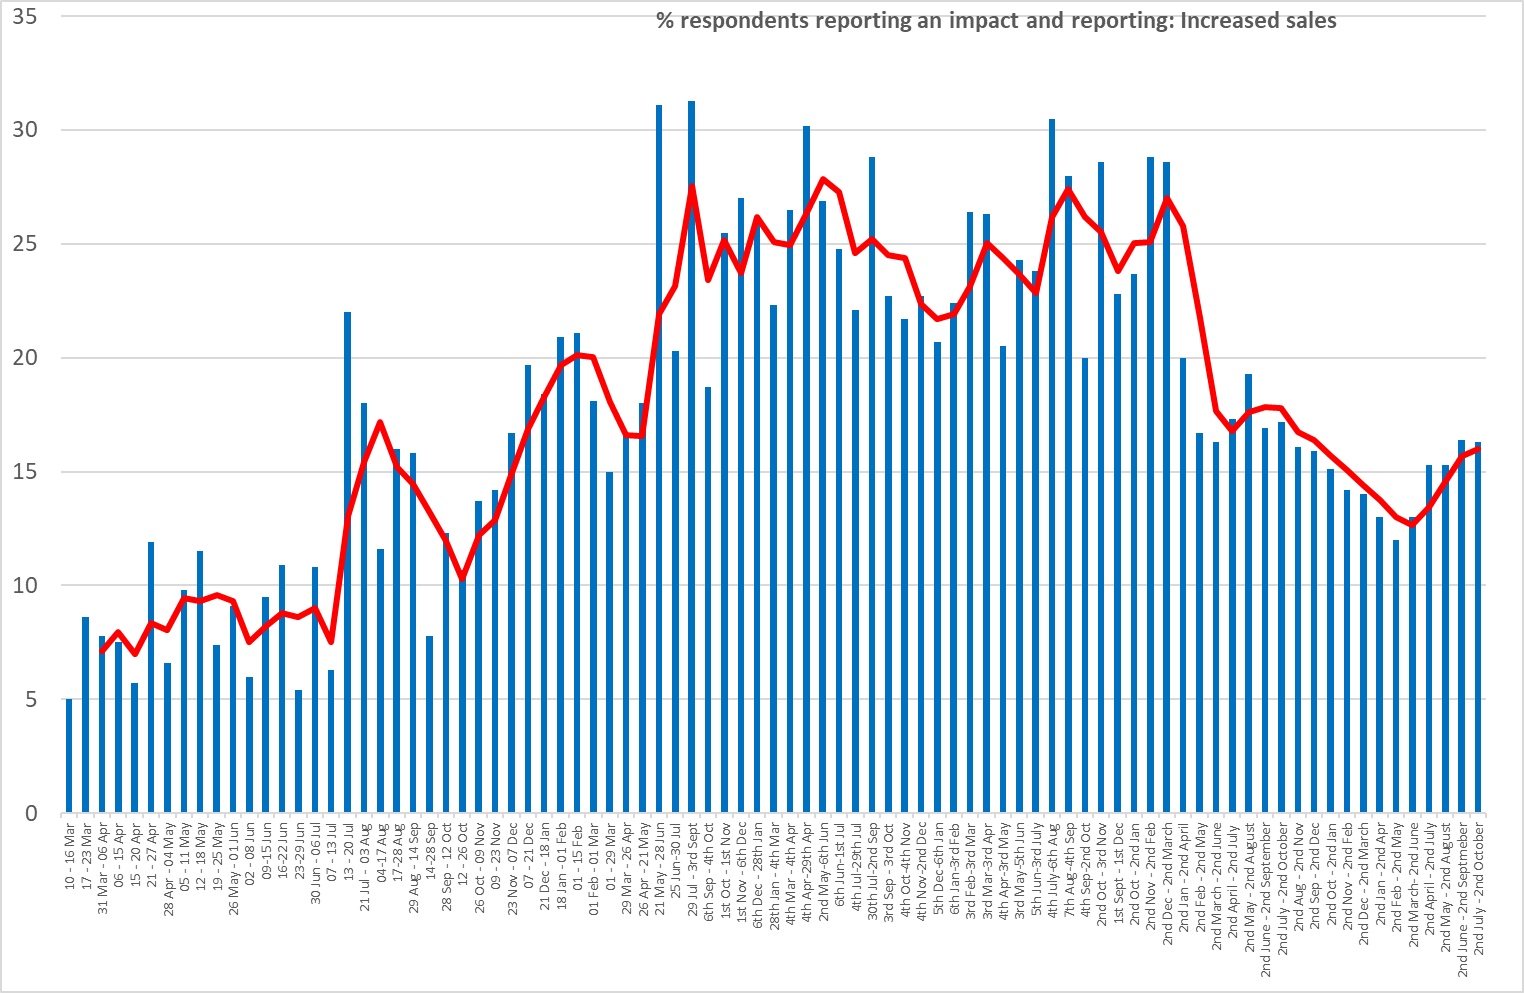 % respondents reporting an impact and reporting: Increased sales
35
30
25
20
15
10
5
0
10 - 16 Mar
17 - 23 Mar
31 Mar - 06 Apr
06 - 15 Apr
15 - 20 Apr
21 - 27 Apr
28 Apr - 04 May
05 - 11 May
12 - 18 May
19 - 25 May
26 May - 01 Jun
02 - 08 Jun
09-15 Jun
16-22 Jun
23-29 Jun
30 Jun - 06 Jul
07 - 13 Jul
13 - 20 Jul
21 Jul - 03 Aug
04-17 Aug
17-28 Aug
29 Aug - 14 Sep
14-28 Sep
28 Sep - 12 Oct
12 - 26 Oct
26 Oct - 09 Nov
09 - 23 Nov
23 Nov - 07 Dec
07 - 21 Dec
21 Dec - 18 Jan
18 Jan - 01 Feb
01 - 15 Feb
01 Feb - 01 Mar
01 - 29 Mar
29 Mar - 26 Apr
26 Apr - 21 May
21 May - 28 Jun
25 Jun-30 Jul
29 Jul - 3rd Sept
6th Sep - 4th Oct
1st Oct - 1st Nov
1st Nov - 6th Dec
6th Dec - 28th Jan
28th Jan - 4th Mar
4th Mar - 4th Apr
4th Apr-29th Apr
2nd May-6th Jun
6th Jun-1st Jul
4th Jul-29th Jul
30th Jul-2nd Sep
3rd Sep - 3rd Oct
4th Oct-4th Nov
4th Nov-2nd Dec
5th Dec-6th Jan
6th Jan-3rd Feb
3rd Feb-3rd Mar
3rd Mar-3rd Apr
4th Apr-3rd May
3rd May-5th Jun
5th Jun-3rd July
4th July-6th Aug
7th Aug-4th Sep
4th Sep-2nd Oct
2nd Oct - 3rd Nov
1st Sept - 1st Dec
2nd Oct - 2nd Jan
2nd Nov - 2nd Feb
2nd Dec - 2nd March
2nd Jan - 2nd April
2nd Feb - 2nd May
2nd March - 2nd June
2nd April - 2nd July
2nd May - 2nd August
2nd June - 2nd September
2nd July - 2nd October
2nd Aug - 2nd Nov
2nd Sep - 2nd Dec
2nd Oct - 2nd Jan
2nd Nov - 2nd Feb
2nd Dec - 2nd March
2nd Jan - 2nd Apr
2nd Feb - 2nd May
2nd March- 2nd June
2nd April - 2nd July
2nd May - 2nd August
2nd June - 2nd Septmeber
2nd July - 2nd October